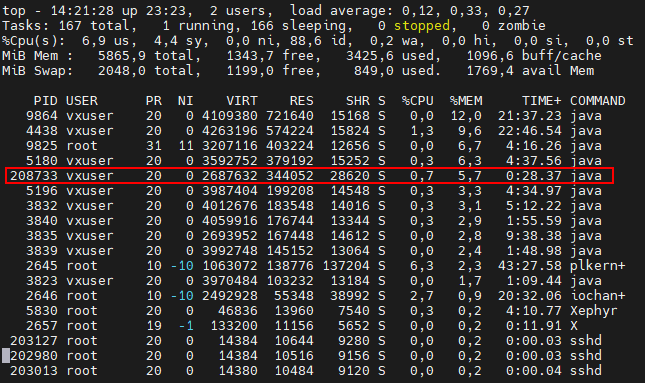 top - 14:21:28 up 23:23,  2 users,  load average: 0,12, 0,33, 0,27
Tasks: 167 total,   1 running, 166 sleeping,   0 stopped,   0 zombie
%Cpu(s):  6,9 us,  4,4 sy,  0,0 ni, 88,6 id,  0,2 wa,  0,0 hi,  0,0 si,  0,0 st
MiB Mem :   5865,9 total,   1343,7 free,   3425,6 used,   1096,6 buff/cache
MiB Swap:   2048,0 total,   1199,0 free,    849,0 used.   1769,4 avail Mem
PID USER      PR  NI    VIRT    RES    SHR S  %CPU  %MEM     TIME+ COMMAND
9864 vxuser    20   0 4109380 721640  15168 S   0,0  12,0  21:37.23 java
4438 vxuser    20   0 4263196 574224  15824 S   1,3   9,6  22:46.54 java
9825 root      31  11 3207116 403224  12656 S   0,0   6,7   4:16.26 java
5180 vxuser    20   0 3592752 379192  15252 S   0,3   6,3   4:37.56 java
208733 vxuser    20   0 2687632 344052  28620 S   0,7   5,7   0:28.37 java
5196 vxuser    20   0 3987404 199208  14548 S   0,3   3,3   4:34.97 java
3832 vxuser    20   0 4012676 183548  14016 S   0,3   3,1   5:12.22 java
3840 vxuser    20   0 4059916 176744  13344 S   0,3   2,9   1:55.59 java
3835 vxuser    20   0 2693952 167448  14612 S   0,0   2,8   9:38.38 java
3839 vxuser    20   0 3992748 145152  13064 S   0,0   2,4   1:48.98 java
2645 root      10 -10 1063072 138776 137204 S   6,3   2,3  43:27.58 plkern+
3823 vxuser    20   0 3970484 103232  13184 S   0,0   1,7   1:09.44 java
2646 root      10 -10 2492928  55348  38992 S   2,7   0,9  20:32.06 iochan+
5830 root      20   0   46836  13960   7540 S   0,3   0,2   4:10.77 Xephyr
2657 root      19  -1  133200  11156   5652 S   0,0   0,2   0:11.91 X
203127 root      20   0   14384  10644   9280 S   0,0   0,2   0:00.03 sshd
202980 root      20   0   14384  10516   9156 S   0,0   0,2   0:00.03 sshd
203013 root      20   0   14380  10484   9120 S   0,0   0,2   0:00.04 sshd